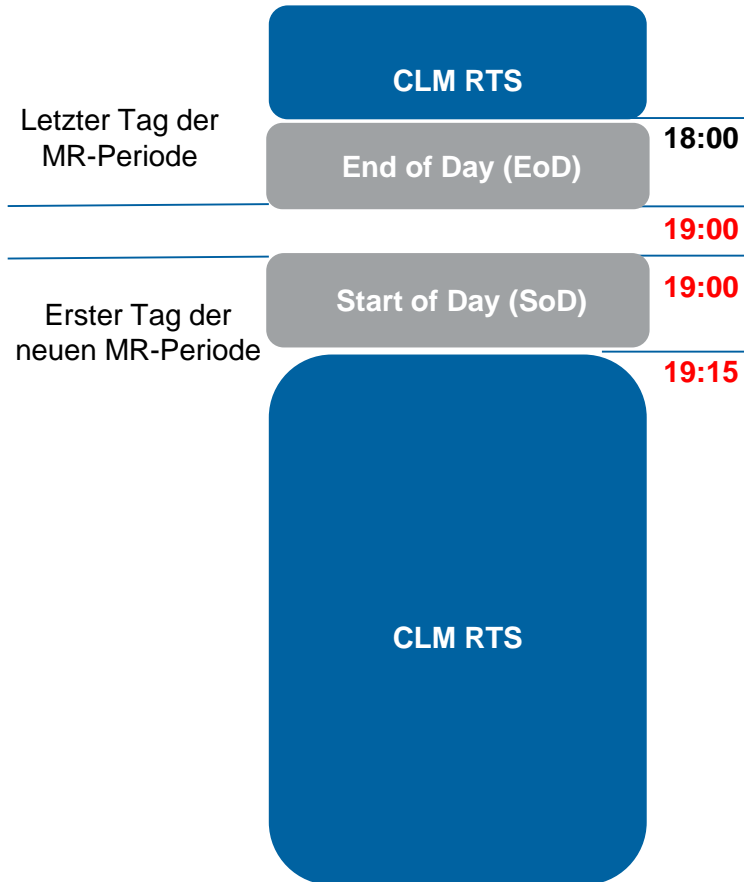 CLM RTS
Letzter Tag der
MR-Periode
18:00
End of Day (EoD)
19:00
19:00
Start of Day (SoD)
Erster Tag der
neuen MR-Periode
19:15
CLM RTS